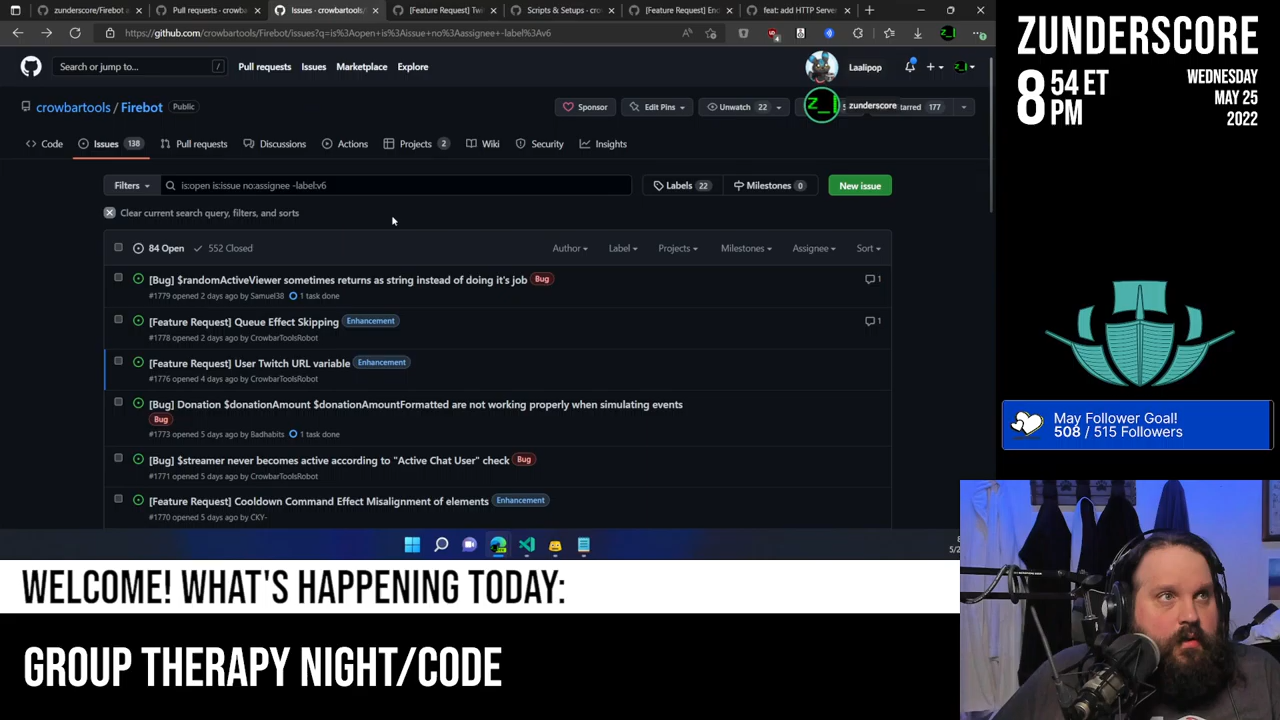 zunderscore/Firebot a
Pull requests · crowba
Issues · crowbartools/
[Feature Request] Tw
Scripts & Setups · cro
[Feature Request] Enc
feat: add HTTP Server
https://github.com/crowbartools/Firebot/issues?q=is%3Aopen+is%3Aissue+no%3Aassignee+-label%3Av6
Search or jump to...
/
Pull requests
Issues
Marketplace
Explore
Laalipop
crowbartools / Firebot
Public
Sponsor
Edit Pins
Unwatch 22
zunderscore
tarred 177
Code
Issues 138
Pull requests
Discussions
Actions
Projects 2
Wiki
Security
Insights
Filters
is:open is:issue no:assignee -label:v6
Labels 22
Milestones 0
New issue
Clear current search query, filters, and sorts
84 Open
552 Closed
Author
Label
Projects
Milestones
Assignee
Sort
[Bug] $randomActiveViewer sometimes returns as string instead of doing it's job Bug
1
#1779 opened 2 days ago by Samuel38 1 task done
[Feature Request] Queue Effect Skipping Enhancement
1
#1778 opened 2 days ago by CrowbarToolsRobot
[Feature Request] User Twitch URL variable Enhancement
#1776 opened 4 days ago by CrowbarToolsRobot
[Bug] Donation $donationAmount $donationAmountFormatted are not working properly when simulating events
Bug
#1773 opened 5 days ago by Badhabits 1 task done
[Bug] $streamer never becomes active according to "Active Chat User" check Bug
#1771 opened 5 days ago by CrowbarToolsRobot
[Feature Request] Cooldown Command Effect Misalignment of elements Enhancement
#1770 opened 5 days ago by CKY-
ZUNDERSCORE
8 54 ET PM
WEDNESDAY
MAY 25
2022
May Follower Goal!
508 / 515 Followers
WELCOME! WHAT'S HAPPENING TODAY:
GROUP THERAPY NIGHT/CODE